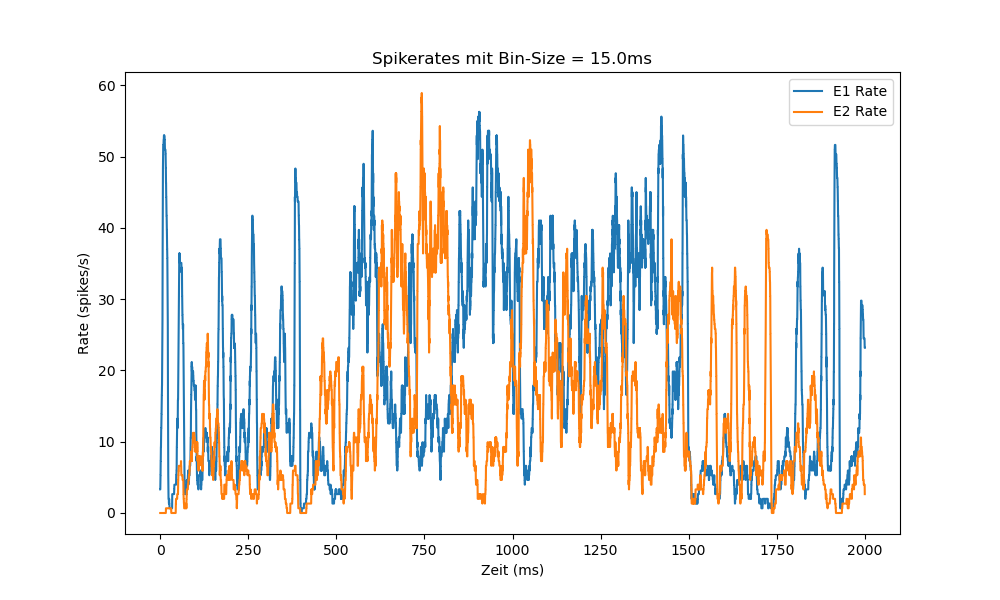 Spikerates mit Bin-Size = 15.0ms
E1 Rate
E2 Rate
Rate (spikes/s)
60
50
40
30
20
10
0
0 250 500 750 1000 1250 1500 1750 2000
Zeit (ms)